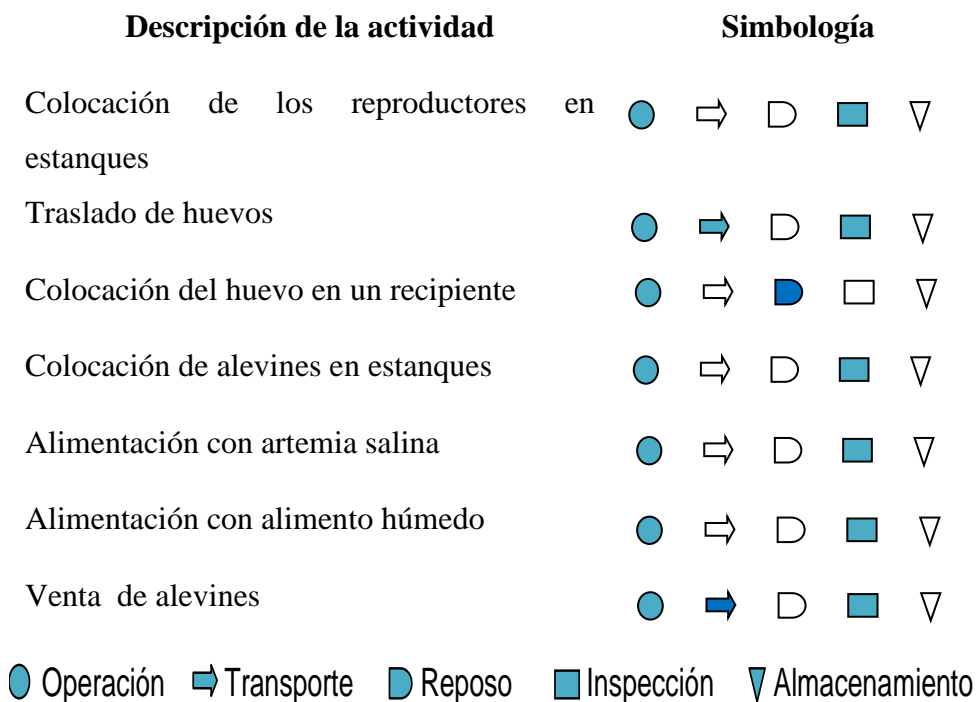 Descripción de la actividad Simbología
Colocación de los reproductores en
estanques
Traslado de huevos
Colocación del huevo en un recipiente
Colocación de alevines en estanques
Alimentación con artemia salina
Alimentación con alimento húmedo
Venta de alevines
Operación Transporte Reposo Inspección Almacenamiento